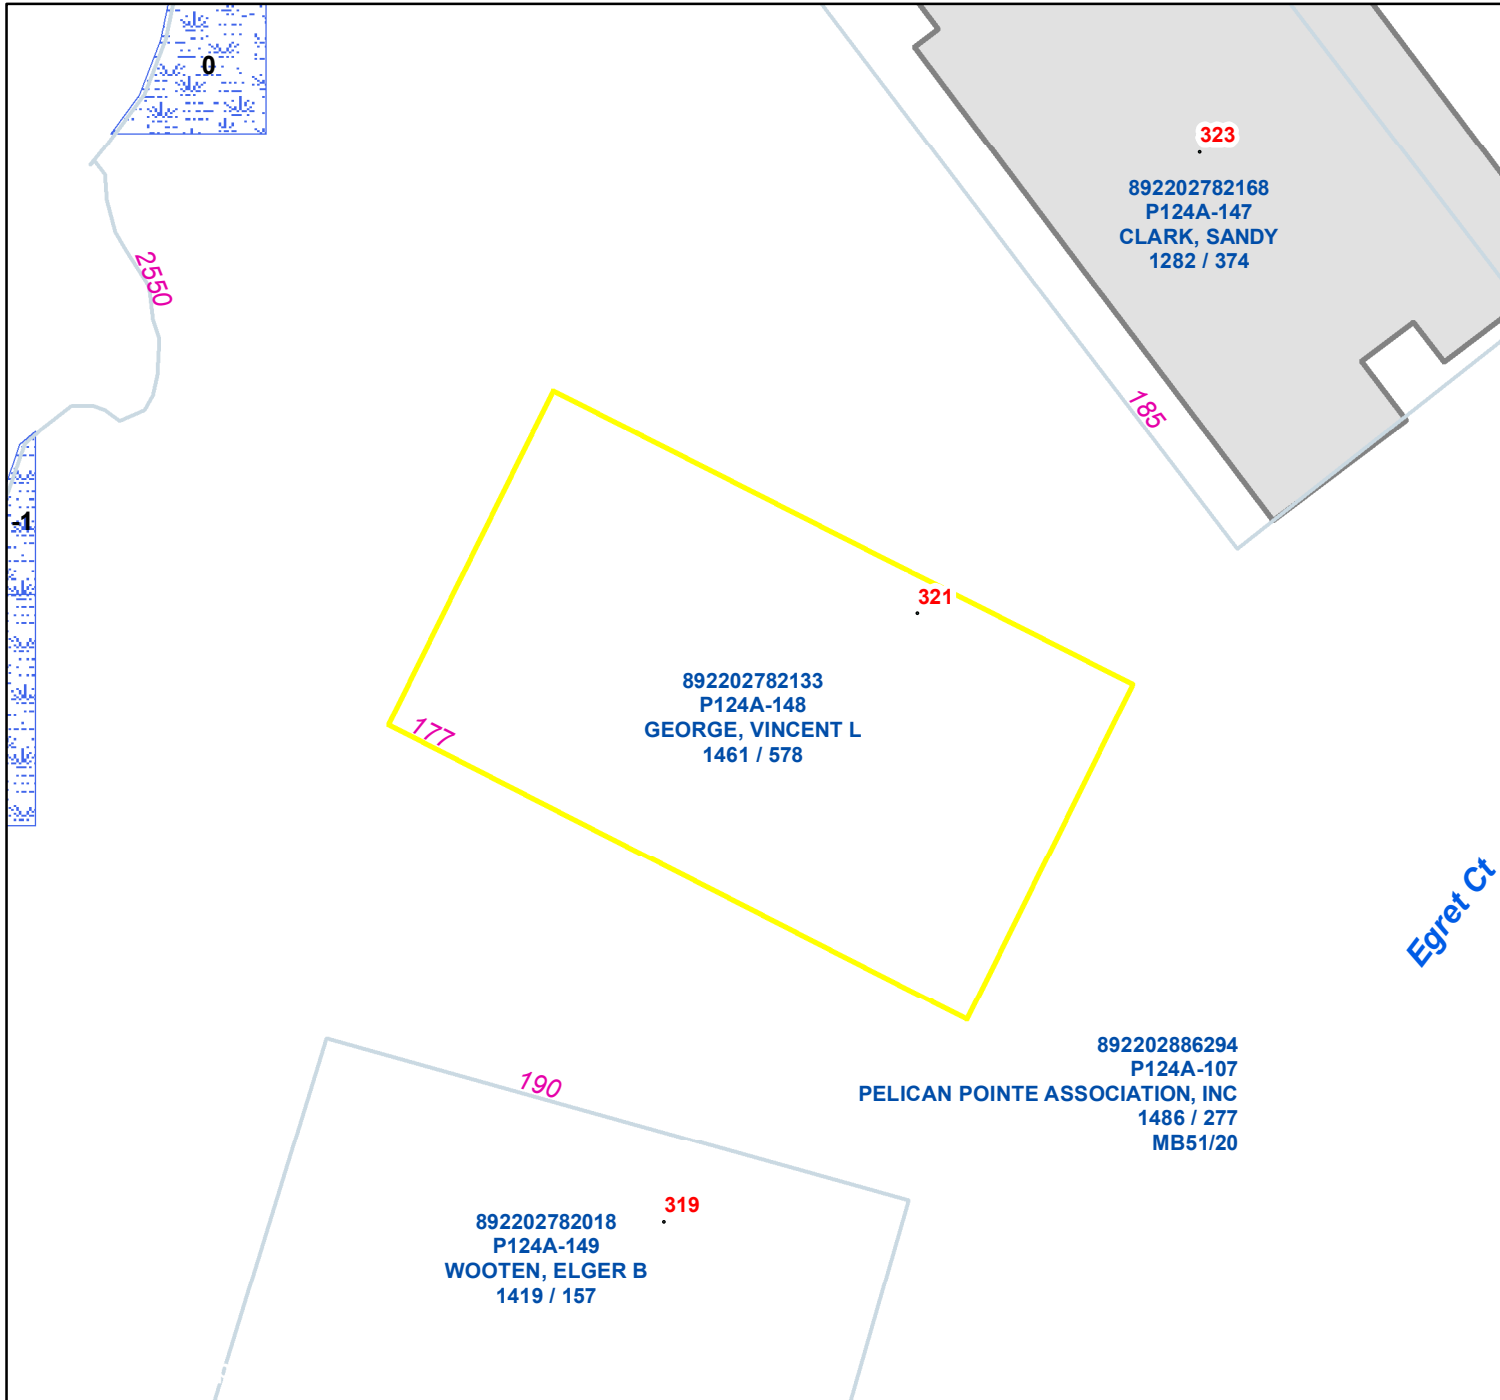 0
323
892202782168
P124A-147
CLARK, SANDY
1282 / 374
2550
185
-1
321
892202782133
P124A-148
GEORGE, VINCENT L
1461 / 578
177
Egret Ct
892202886294
P124A-107
PELICAN POINTE ASSOCIATION, INC
1486 / 277
MB51/20
190
319
892202782018
P124A-149
WOOTEN, ELGER B
1419 / 157